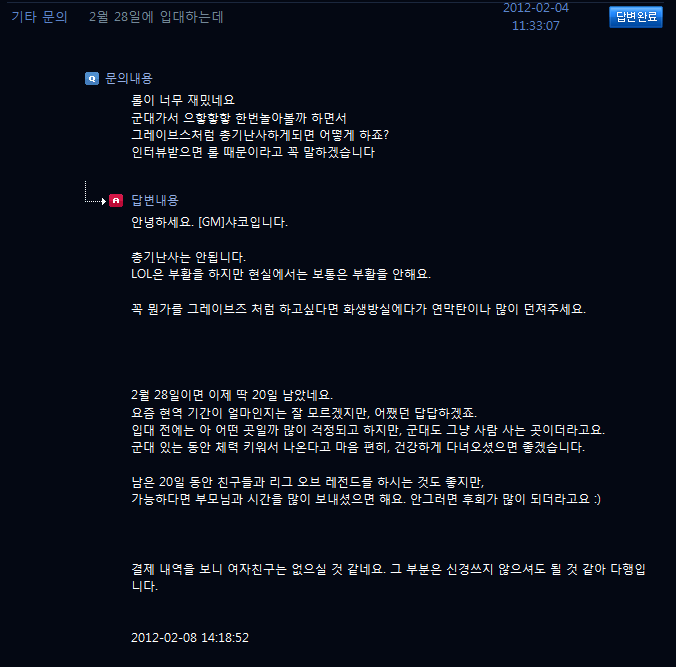 기타 문의 2월 28일에 입대하는데 2012-02-04 11:33:07 답변완료
Q 문의내용
롤이 너무 재밌네요
군대가서 으핳핳핳 한번놀아볼까 하면서
그레이브스처럼 총기난사하게되면 어떻게 하죠?
인터뷰받으면 롤 때문이라고 꼭 말하겠습니다
A 답변내용
안녕하세요. [GM]샤코입니다.
총기난사는 안됩니다.
LOL은 부활을 하지만 현실에서는 보통은 부활을 안해요.
꼭 뭔가를 그레이브즈 처럼 하고싶다면 화생방실에다가 연막탄이나 많이 던져주세요.
2월 28일이면 이제 딱 20일 남았네요.
요즘 현역 기간이 얼마인지는 잘 모르겠지만, 어쨌던 답답하겠죠.
입대 전에는 아 어떤 곳일까 많이 걱정되고 하지만, 군대도 그냥 사람 사는 곳이더라고요.
군대 있는 동안 체력 키워서 나온다고 마음 편히, 건강하게 다녀오셨으면 좋겠습니다.
남은 20일 동안 친구들과 리그 오브 레전드를 하시는 것도 좋지만,
가능하다면 부모님과 시간을 많이 보내셨으면 해요. 안그러면 후회가 많이 되더라고요 :)
결제 내역을 보니 여자친구는 없으실 것 같네요. 그 부분은 신경쓰지 않으셔도 될 것 같아 다행입
니다.
2012-02-08 14:18:52